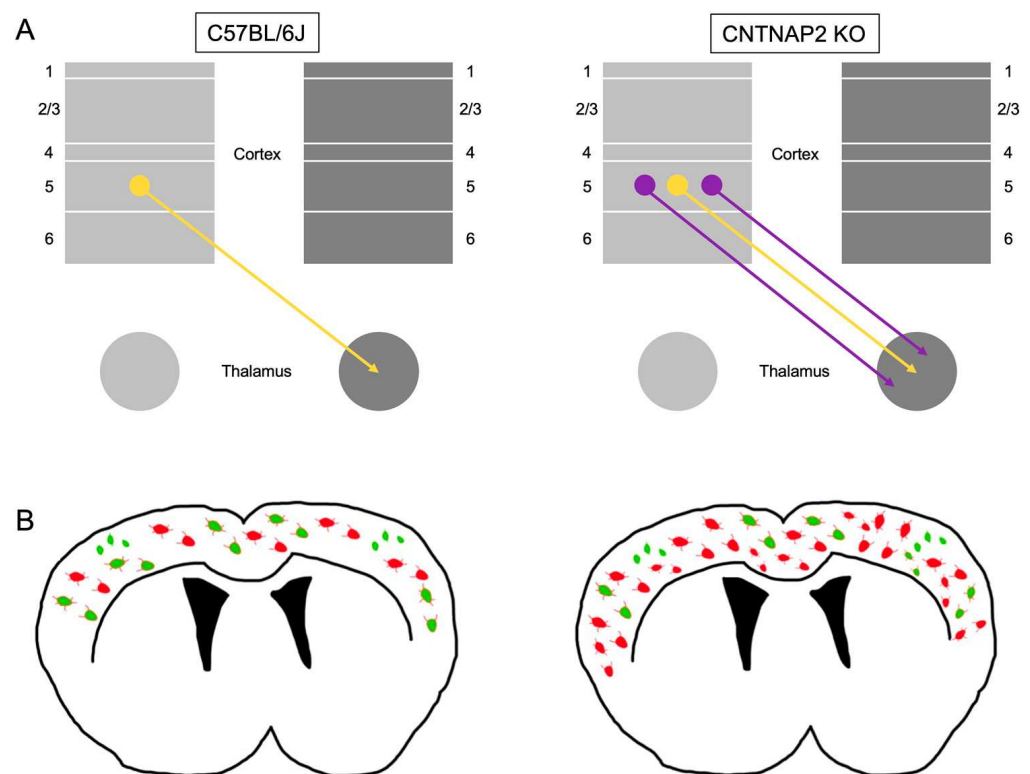 A
C57BL/6J
CNTNAP2 KO
1 1 1 1
2/3 2/3 2/3 2/3
4 Cortex 4 4 Cortex 4
5 5 5 5
6 6 6 6
Thalamus Thalamus
B